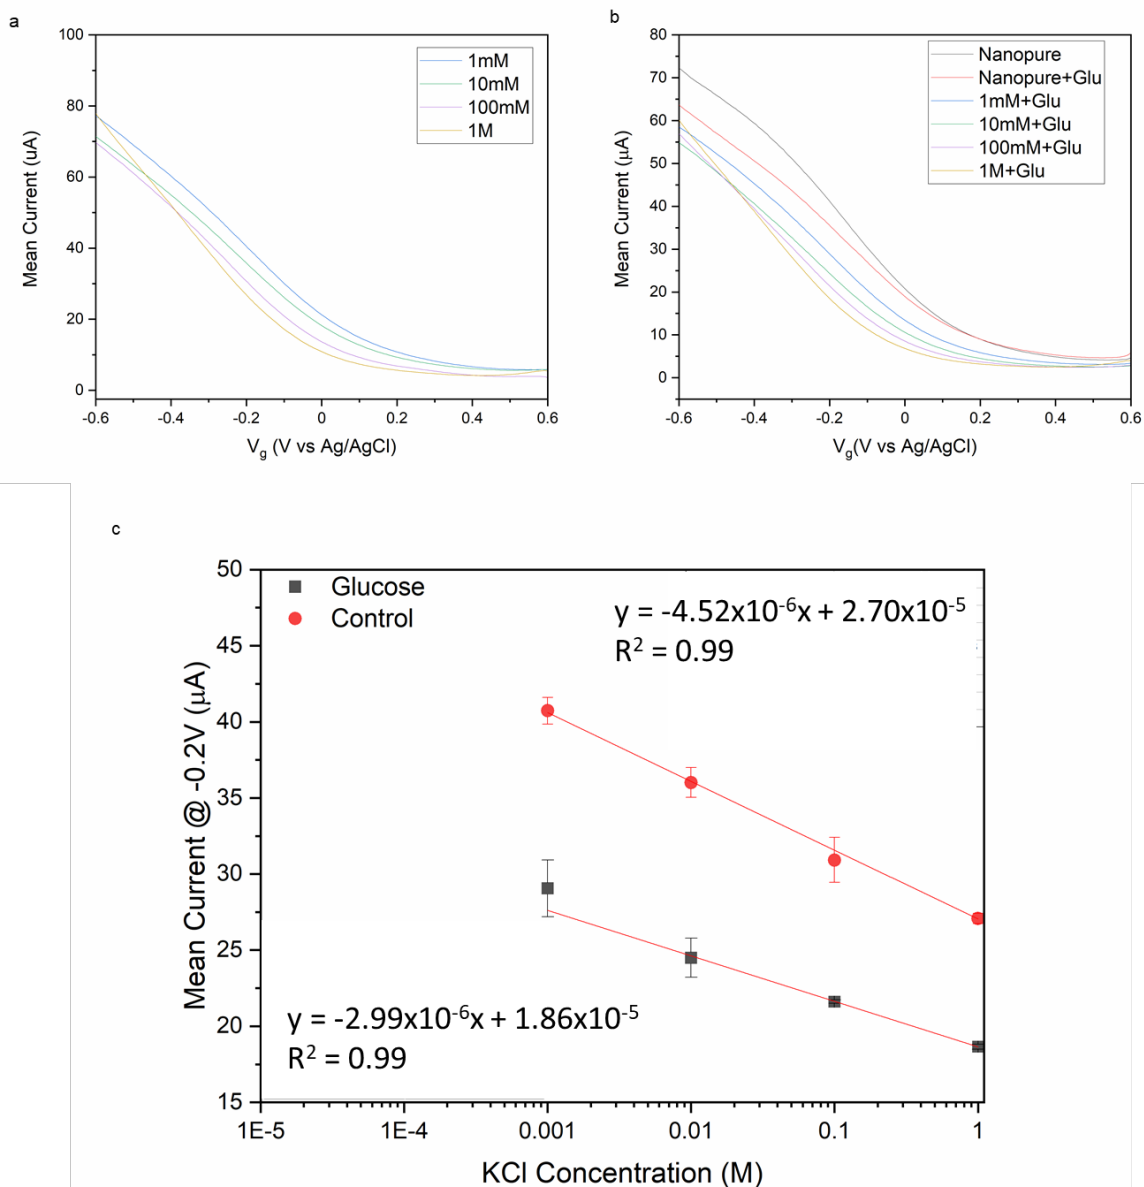 a
100
80
60
40
20
0
-0.6
-0.4
-0.2
0
0.2
0.4
0.6
Mean Current (uA)
V_g (V vs Ag/AgCl)
1mM
10mM
100mM
1M
b
80
70
60
50
40
30
20
10
0
-0.6
-0.4
-0.2
0
0.2
0.4
0.6
Mean Current (μA)
V_g(V vs Ag/AgCl)
Nanopure
Nanopure+Glu
1mM+Glu
10mM+Glu
100mM+Glu
1M+Glu
c
50
45
40
35
30
25
20
15
1E-5
1E-4
0.001
0.01
0.1
1
Mean Current @ -0.2V (μA)
KCl Concentration (M)
Glucose
Control
y = -4.52x10^-6x + 2.70x10^-5
R² = 0.99
y = -2.99x10^-6x + 1.86x10^-5
R² = 0.99